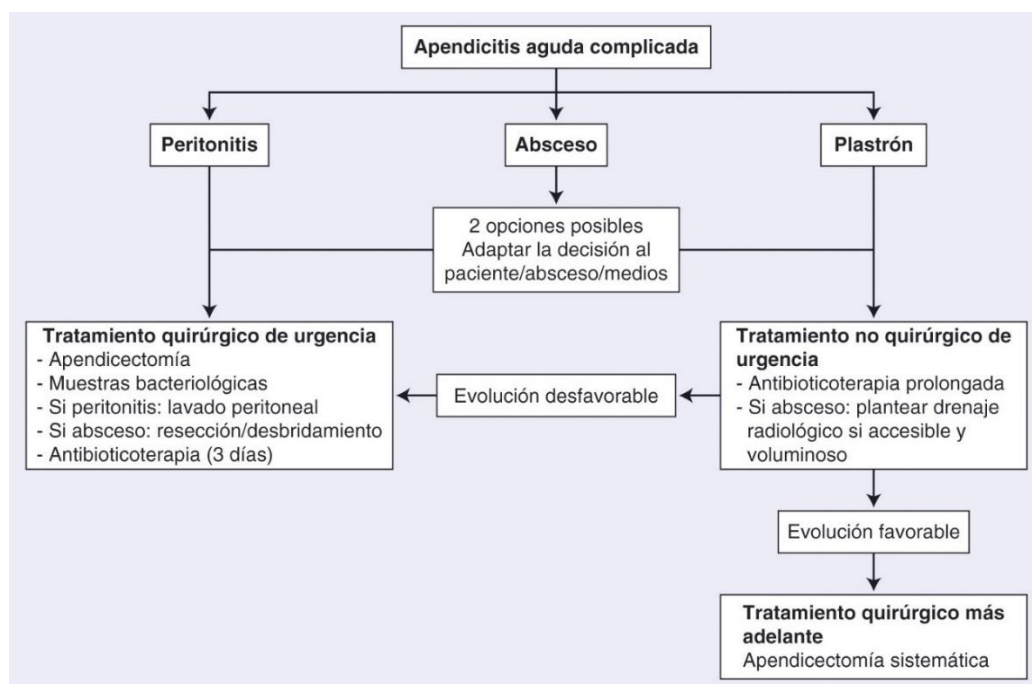 Apendicitis aguda complicada
Peritonitis
Absceso
Plastrón
2 opciones posibles
Adaptar la decisión al
paciente/absceso/medios
Tratamiento quirúrgico de urgencia
- Apendicectomía
- Muestras bacteriológicas
- Si peritonitis: lavado peritoneal
- Si absceso: resección/desbridamiento
- Antibioticoterapia (3 días)
Evolución desfavorable
Tratamiento no quirúrgico de
urgencia
- Antibioticoterapia prolongada
- Si absceso: plantear drenaje
radiológico si accesible y
voluminoso
Evolución favorable
Tratamiento quirúrgico más
adelante
Apendicectomía sistemática